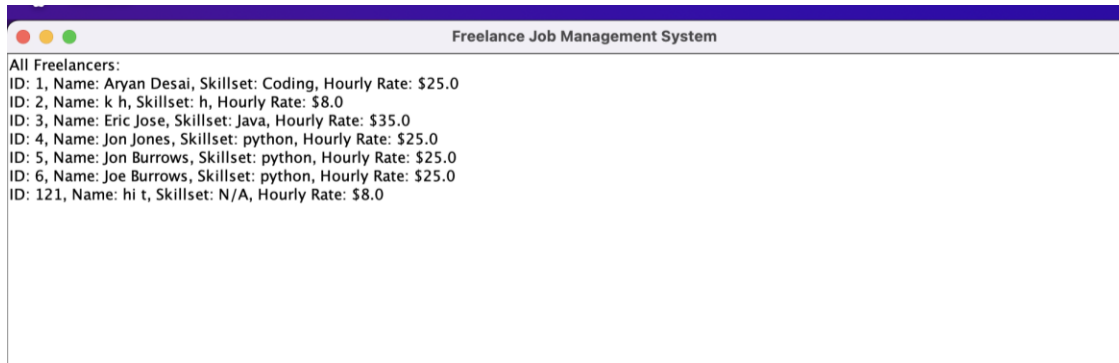 Freelance Job Management System
All Freelancers:
ID: 1, Name: Aryan Desai, Skillset: Coding, Hourly Rate: $25.0
ID: 2, Name: k h, Skillset: h, Hourly Rate: $8.0
ID: 3, Name: Eric Jose, Skillset: Java, Hourly Rate: $35.0
ID: 4, Name: Jon Jones, Skillset: python, Hourly Rate: $25.0
ID: 5, Name: Jon Burrows, Skillset: python, Hourly Rate: $25.0
ID: 6, Name: Joe Burrows, Skillset: python, Hourly Rate: $25.0
ID: 121, Name: hi t, Skillset: N/A, Hourly Rate: $8.0